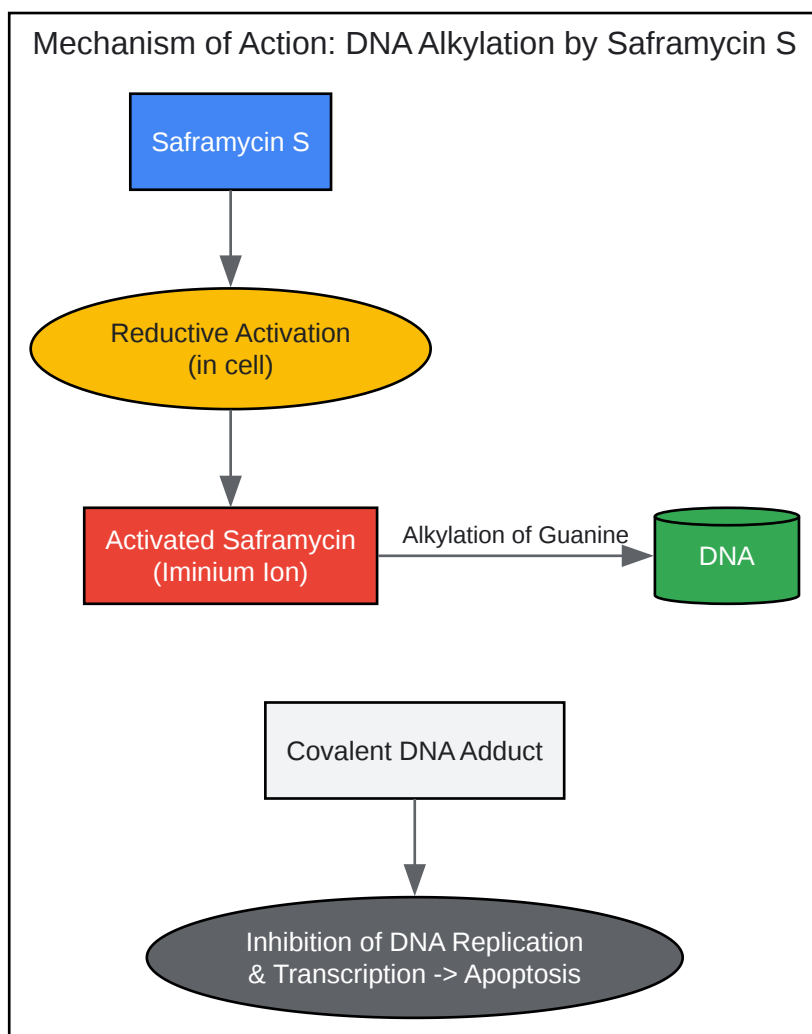 Mechanism of Action: DNA Alkylation by Saframycin S
Saframycin S
Reductive Activation
(in cell)
Activated Saframycin
(Iminium Ion)
Alkylation of Guanine
DNA
Covalent DNA Adduct
Inhibition of DNA Replication
& Transcription -> Apoptosis